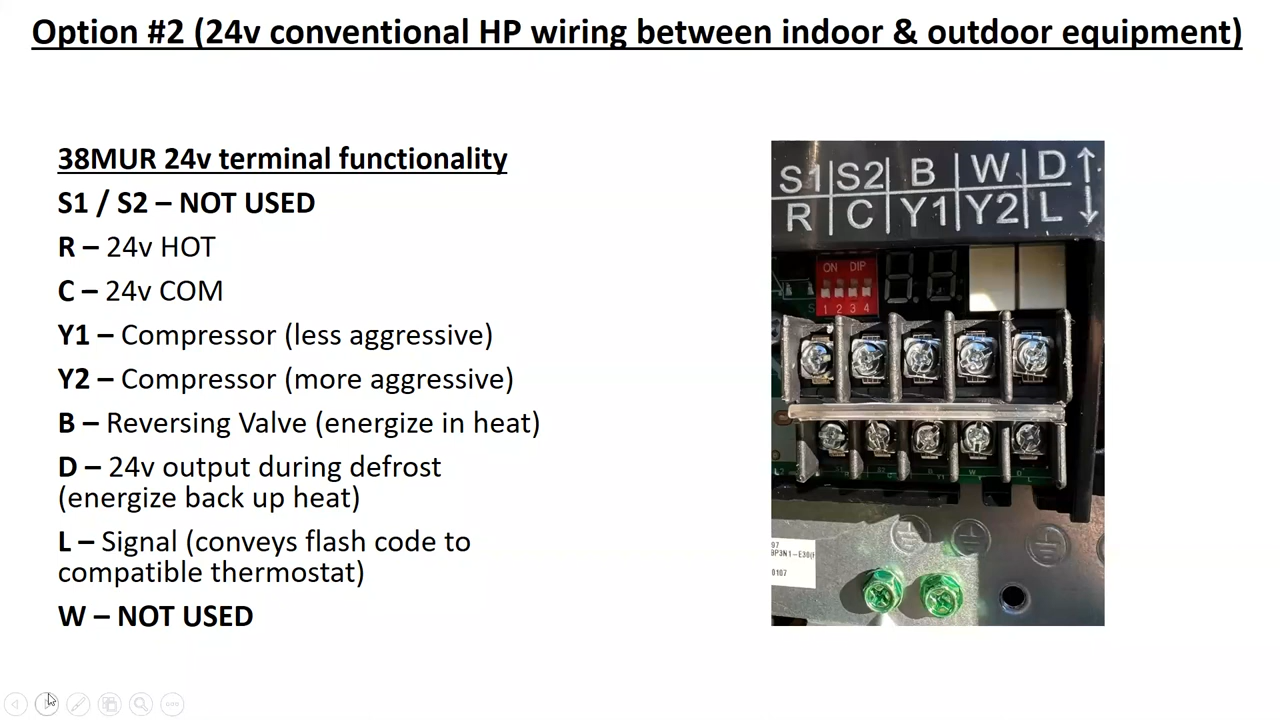 Option #2 (24v conventional HP wiring between indoor & outdoor equipment)
38MUR 24v terminal functionality
S1 / S2 – NOT USED
R – 24v HOT
C – 24v COM
Y1 – Compressor (less aggressive)
Y2 – Compressor (more aggressive)
B – Reversing Valve (energize in heat)
D – 24v output during defrost
(energize back up heat)
L – Signal (conveys flash code to
compatible thermostat)
W – NOT USED
S1 S2 B W D ↑
R C Y1 Y2 L ↓
ON DIP
1 2 3 4
W
97
0107